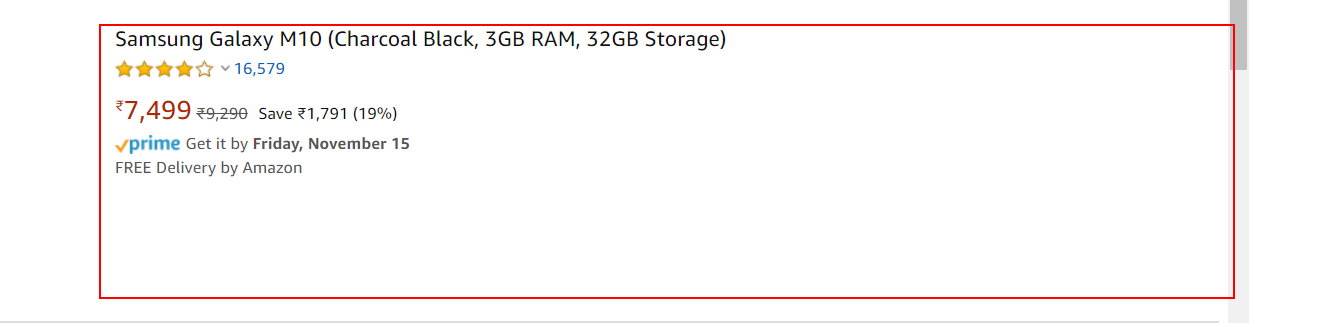 Samsung Galaxy M10 (Charcoal Black, 3GB RAM, 32GB Storage)
16,579
₹7,499 ₹9,290 Save ₹1,791 (19%)
prime Get it by Friday, November 15
FREE Delivery by Amazon